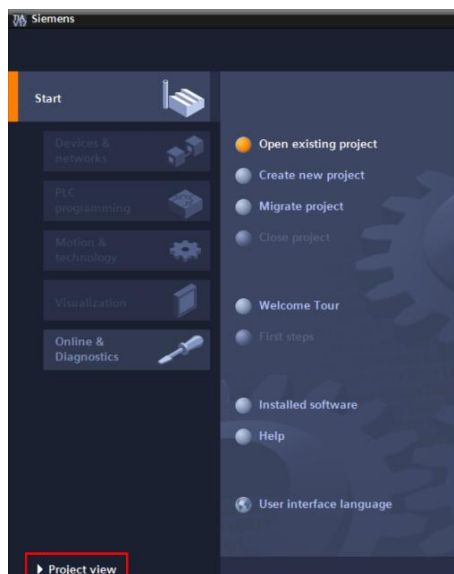 Siemens
Start
Devices &
networks
PLC
programming
Motion &
technology
Visualization
Online &
Diagnostics
Open existing project
Create new project
Migrate project
Close project
Welcome Tour
First steps
Installed software
Help
User interface language
Project view